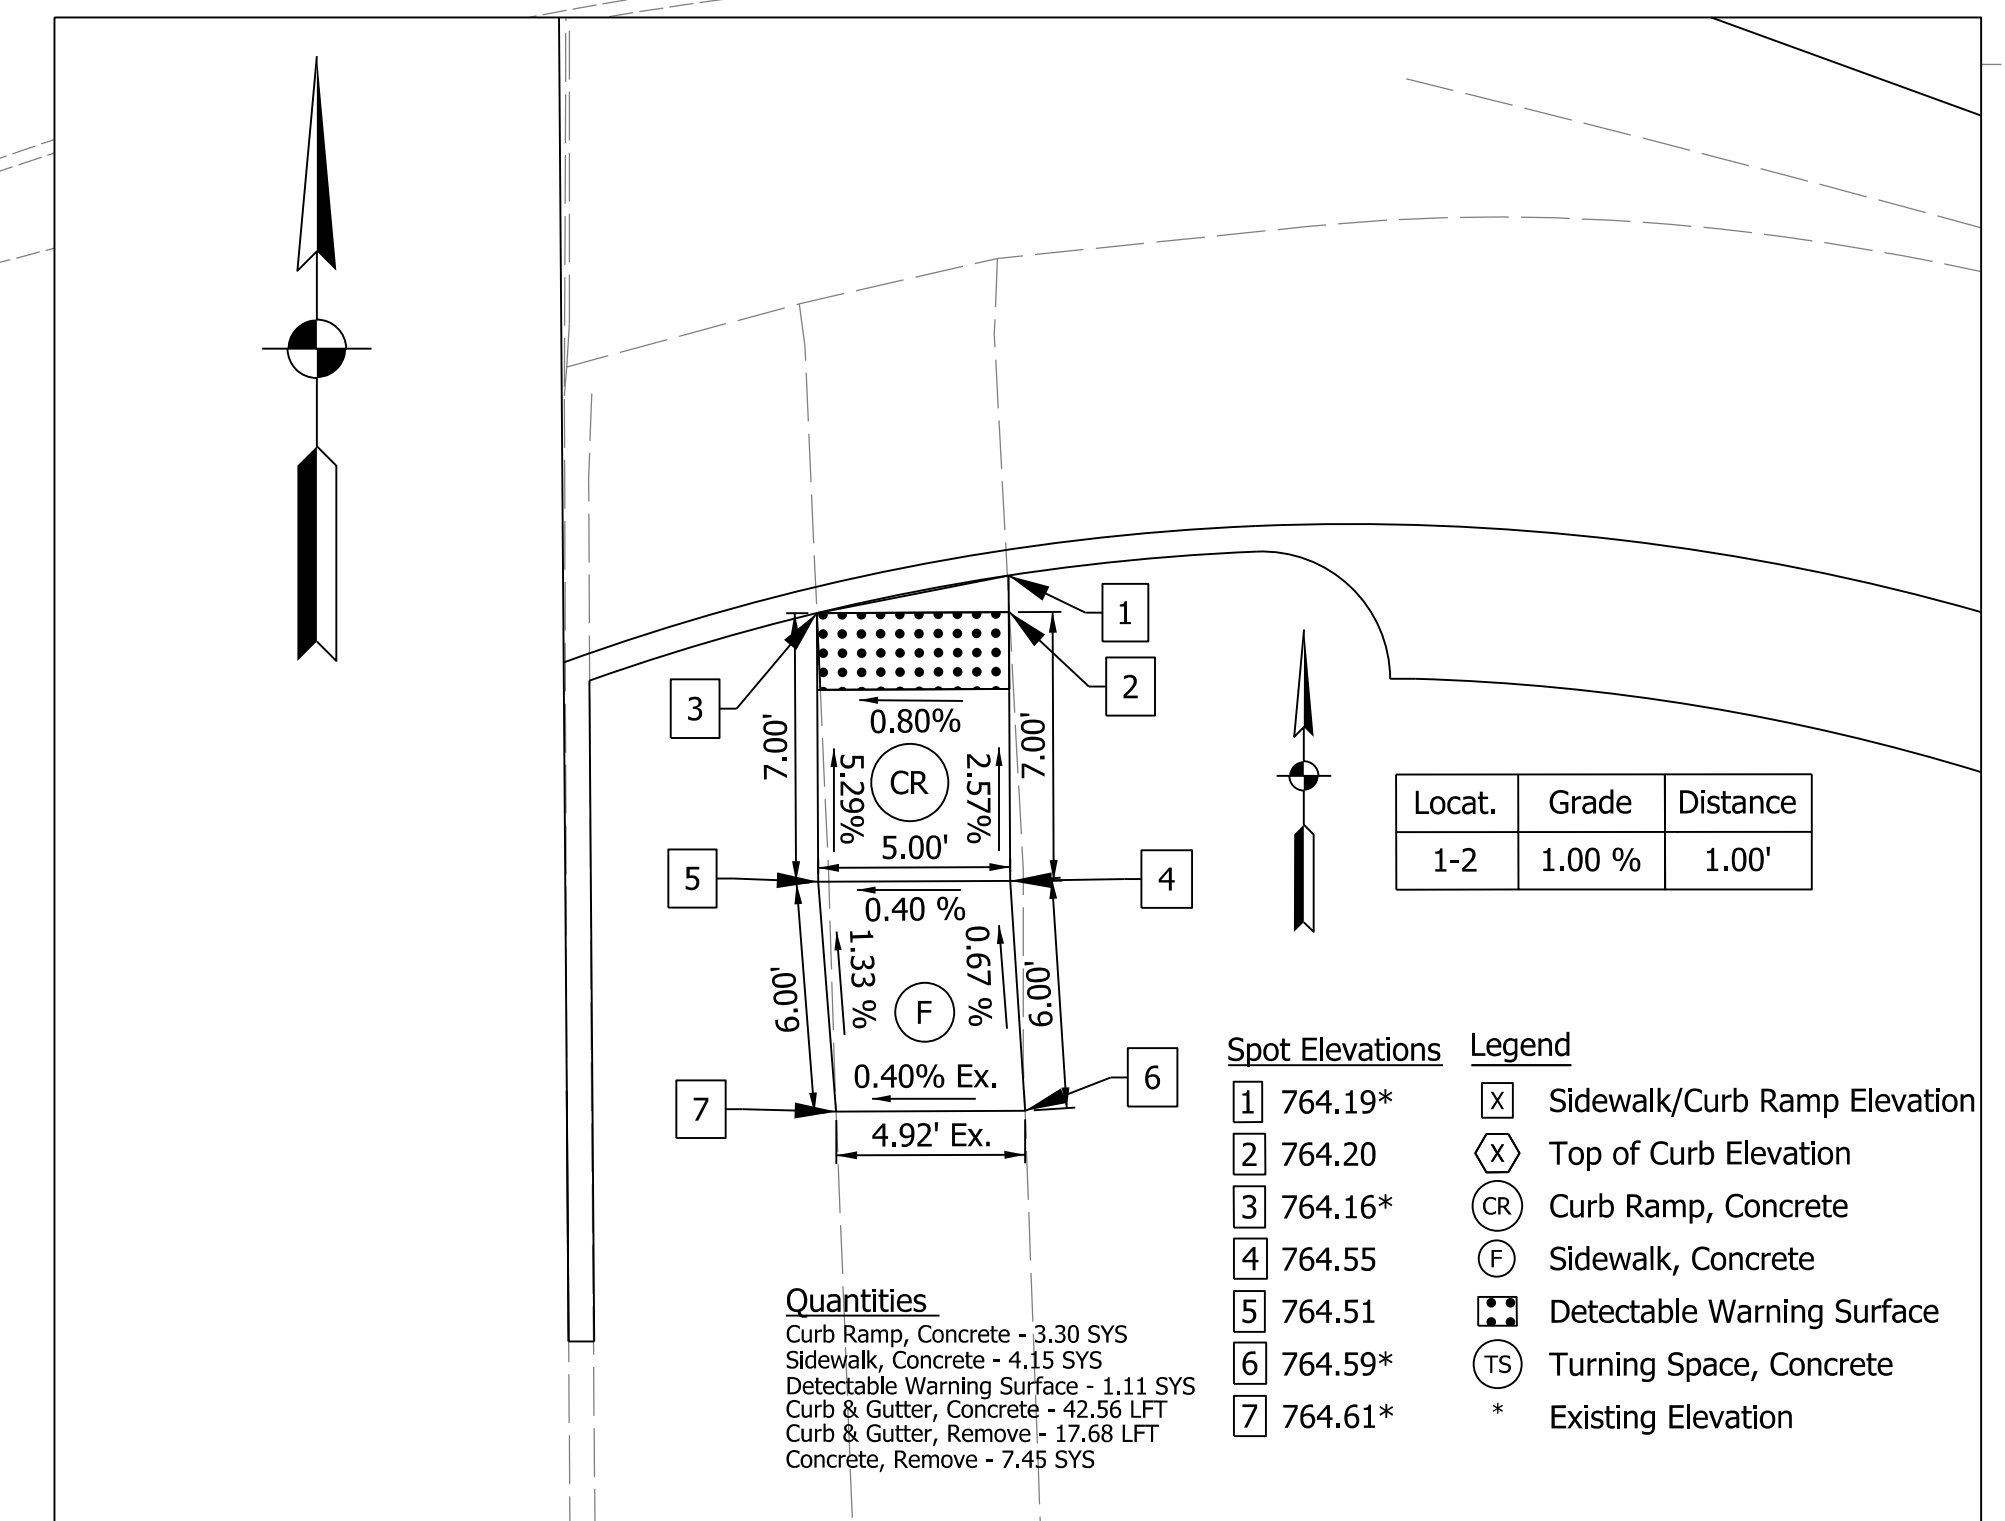 1
2
3
0.80%
7.00'
7.00'
5.29%
CR
2.57%
5.00'
5
4
0.40 %
1.33 %
0.67 %
6.00'
6.00'
F
0.40% Ex.
6
7
4.92' Ex.
Locat. Grade Distance
1-2 1.00 % 1.00'
Spot Elevations
1 764.19*
2 764.20
3 764.16*
4 764.55
5 764.51
6 764.59*
7 764.61*
Legend
X Sidewalk/Curb Ramp Elevation
X Top of Curb Elevation
CR Curb Ramp, Concrete
F Sidewalk, Concrete
Detectable Warning Surface
TS Turning Space, Concrete
* Existing Elevation
Quantities
Curb Ramp, Concrete - 3.30 SYS
Sidewalk, Concrete - 4.15 SYS
Detectable Warning Surface - 1.11 SYS
Curb & Gutter, Concrete - 42.56 LFT
Curb & Gutter, Remove - 17.68 LFT
Concrete, Remove - 7.45 SYS